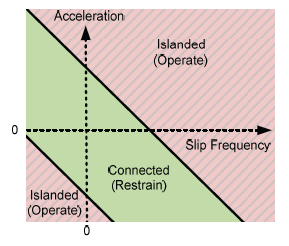 Acceleration
Islanded
(Operate)
0
Slip Frequency
Connected
(Restrain)
Islanded
(Operate)
0